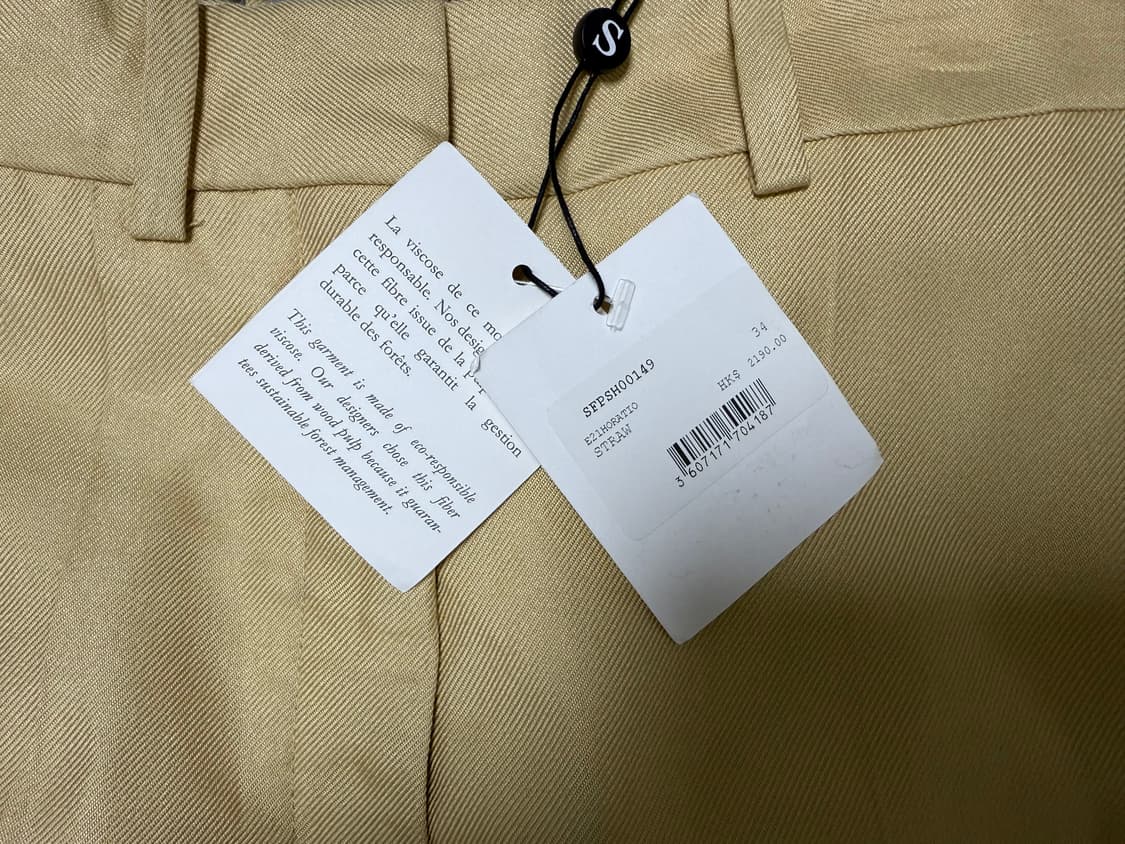 S
La viscose de ce mo
responsable. Nos desig
cette fibre issue de la
parce qu'elle garantit la gestion
durable des forêts.
This garment is made of eco-responsible
viscose. Our designers chose this fiber
derived from wood pulp because it guaran-
tees sustainable forest management.
34
SFPSH00149
HK$ 2190.00
E21HORATIO
STRAW
3 607171 704187